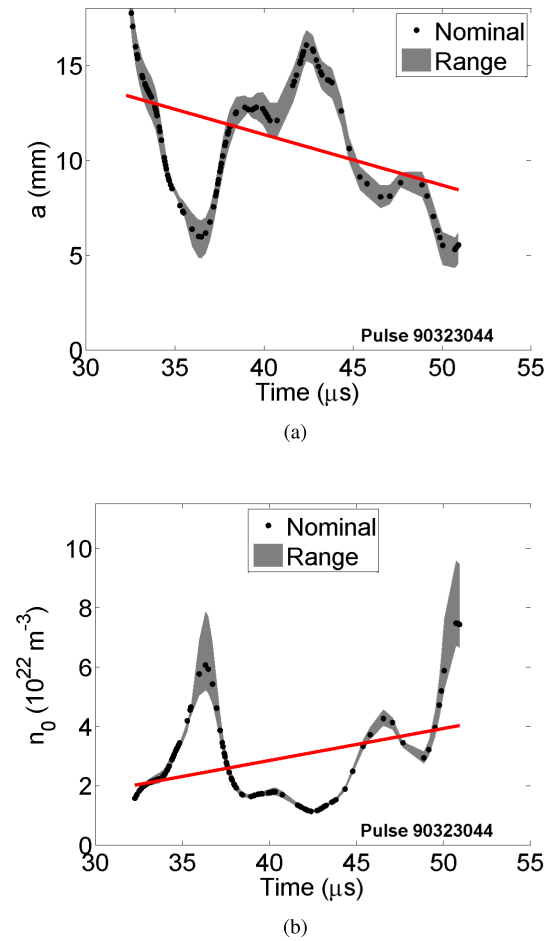 15
10
5
0
a (mm)
Nominal
Range
Pulse 90323044
30 35 40 45 50 55
Time (μs)
(a)
10
8
6
4
2
0
n₀ (10²² m⁻³)
Nominal
Range
Pulse 90323044
30 35 40 45 50 55
Time (μs)
(b)